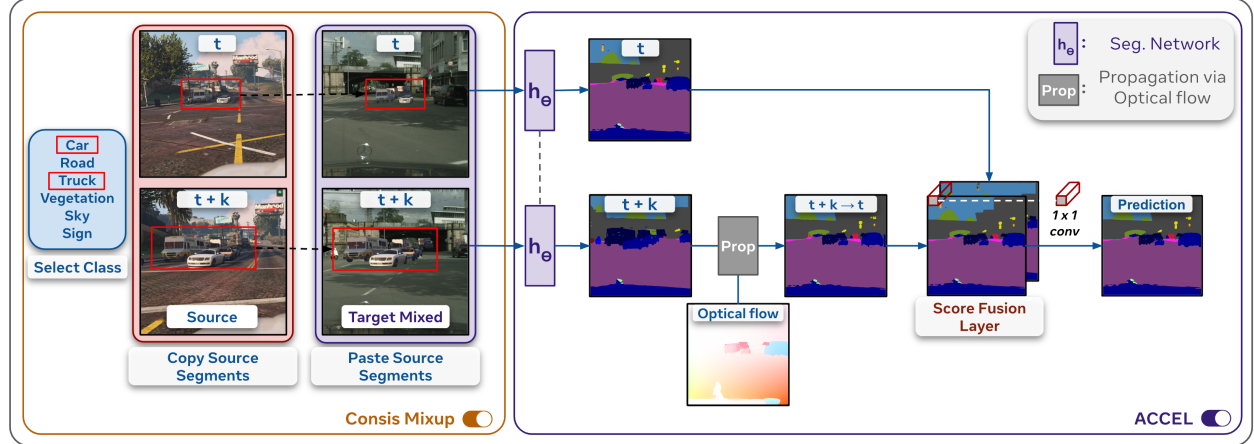 t
t
Car
Road
Truck
Vegetation
Sky
Sign
Select Class
t + k
t + k
Source
Target Mixed
Copy Source
Segments
Paste Source
Segments
Consis Mixup
hΘ
hΘ
t
t + k
Prop
Optical flow
t + k → t
1 x 1
conv
Score Fusion
Layer
Prediction
hΘ : Seg. Network
Prop : Propagation via
Optical flow
ACCEL